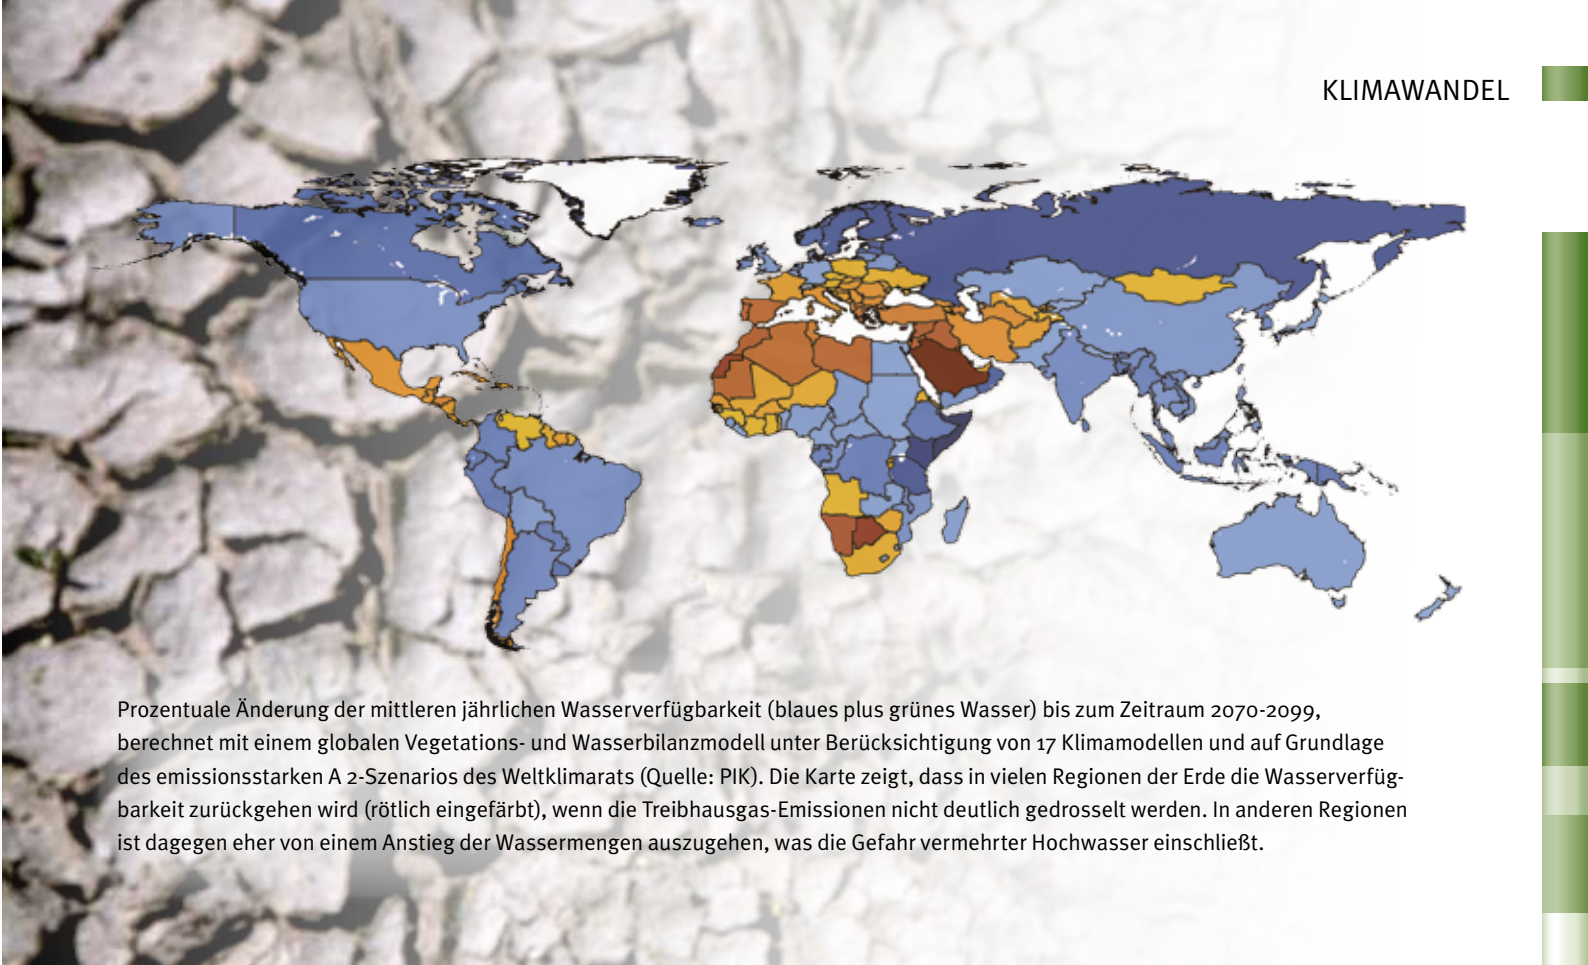 KLIMAWANDEL
Prozentuale Änderung der mittleren jährlichen Wasserverfügbarkeit (blaues plus grünes Wasser) bis zum Zeitraum 2070-2099,
berechnet mit einem globalen Vegetations- und Wasserbilanzmodell unter Berücksichtigung von 17 Klimamodellen und auf Grundlage
des emissionsstarken A 2-Szenarios des Weltklimarats (Quelle: PIK). Die Karte zeigt, dass in vielen Regionen der Erde die Wasserverfüg-
barkeit zurückgehen wird (rötlich eingefärbt), wenn die Treibhausgas-Emissionen nicht deutlich gedrosselt werden. In anderen Regionen
ist dagegen eher von einem Anstieg der Wassermengen auszugehen, was die Gefahr vermehrter Hochwasser einschließt.